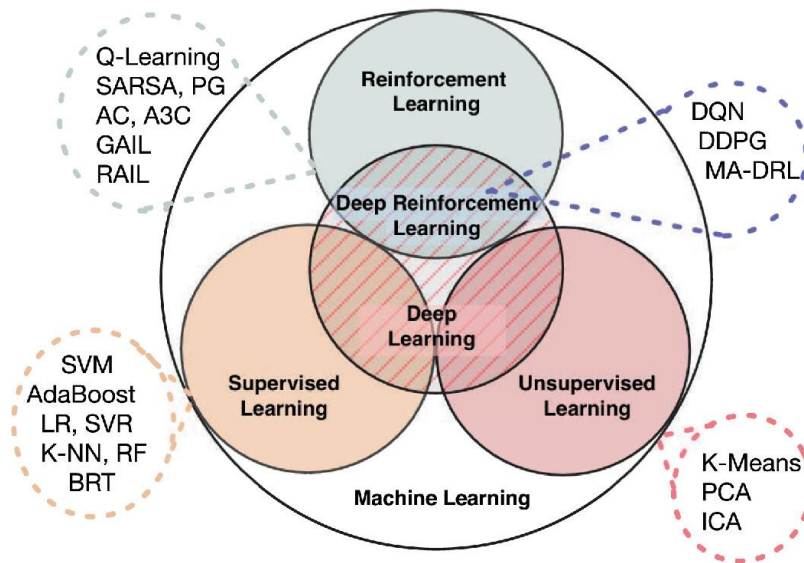 Q-Learning
SARSA, PG
AC, A3C
GAIL
RAIL
Reinforcement
Learning
DQN
DDPG
MA-DRL
Deep Reinforcement
Learning
Deep
Learning
SVM
AdaBoost
LR, SVR
K-NN, RF
BRT
Supervised
Learning
Unsupervised
Learning
K-Means
PCA
ICA
Machine Learning